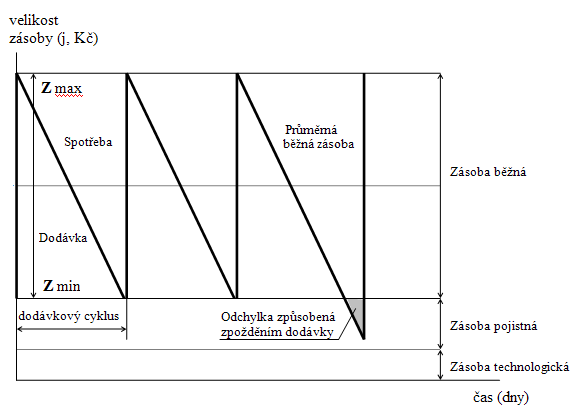 velikost
zásoby (j, Kč)
Z max
Spotřeba
Průměrná
běžná zásoba
Zásoba běžná
Dodávka
Z min
dodávkový cyklus
Odchylka způsobená
zpožděním dodávky
Zásoba pojistná
Zásoba technologická
čas (dny)